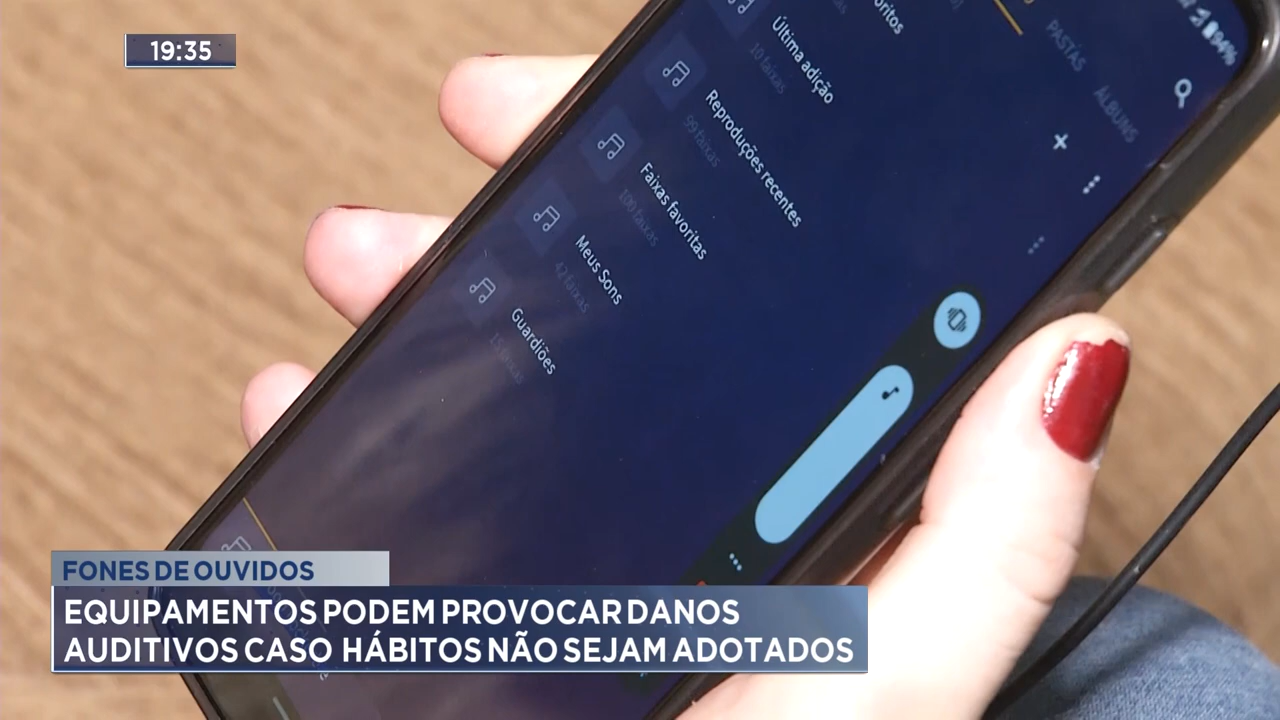 19:35
94%
PASTAS
ÁLBUNS
Última adição
10 faixas
Reproduções recentes
99 faixas
Faixas favoritas
100 faixas
Meus Sons
42 faixas
Guardiões
FONES DE OUVIDOS
EQUIPAMENTOS PODEM PROVOCAR DANOS
AUDITIVOS CASO HÁBITOS NÃO SEJAM ADOTADOS